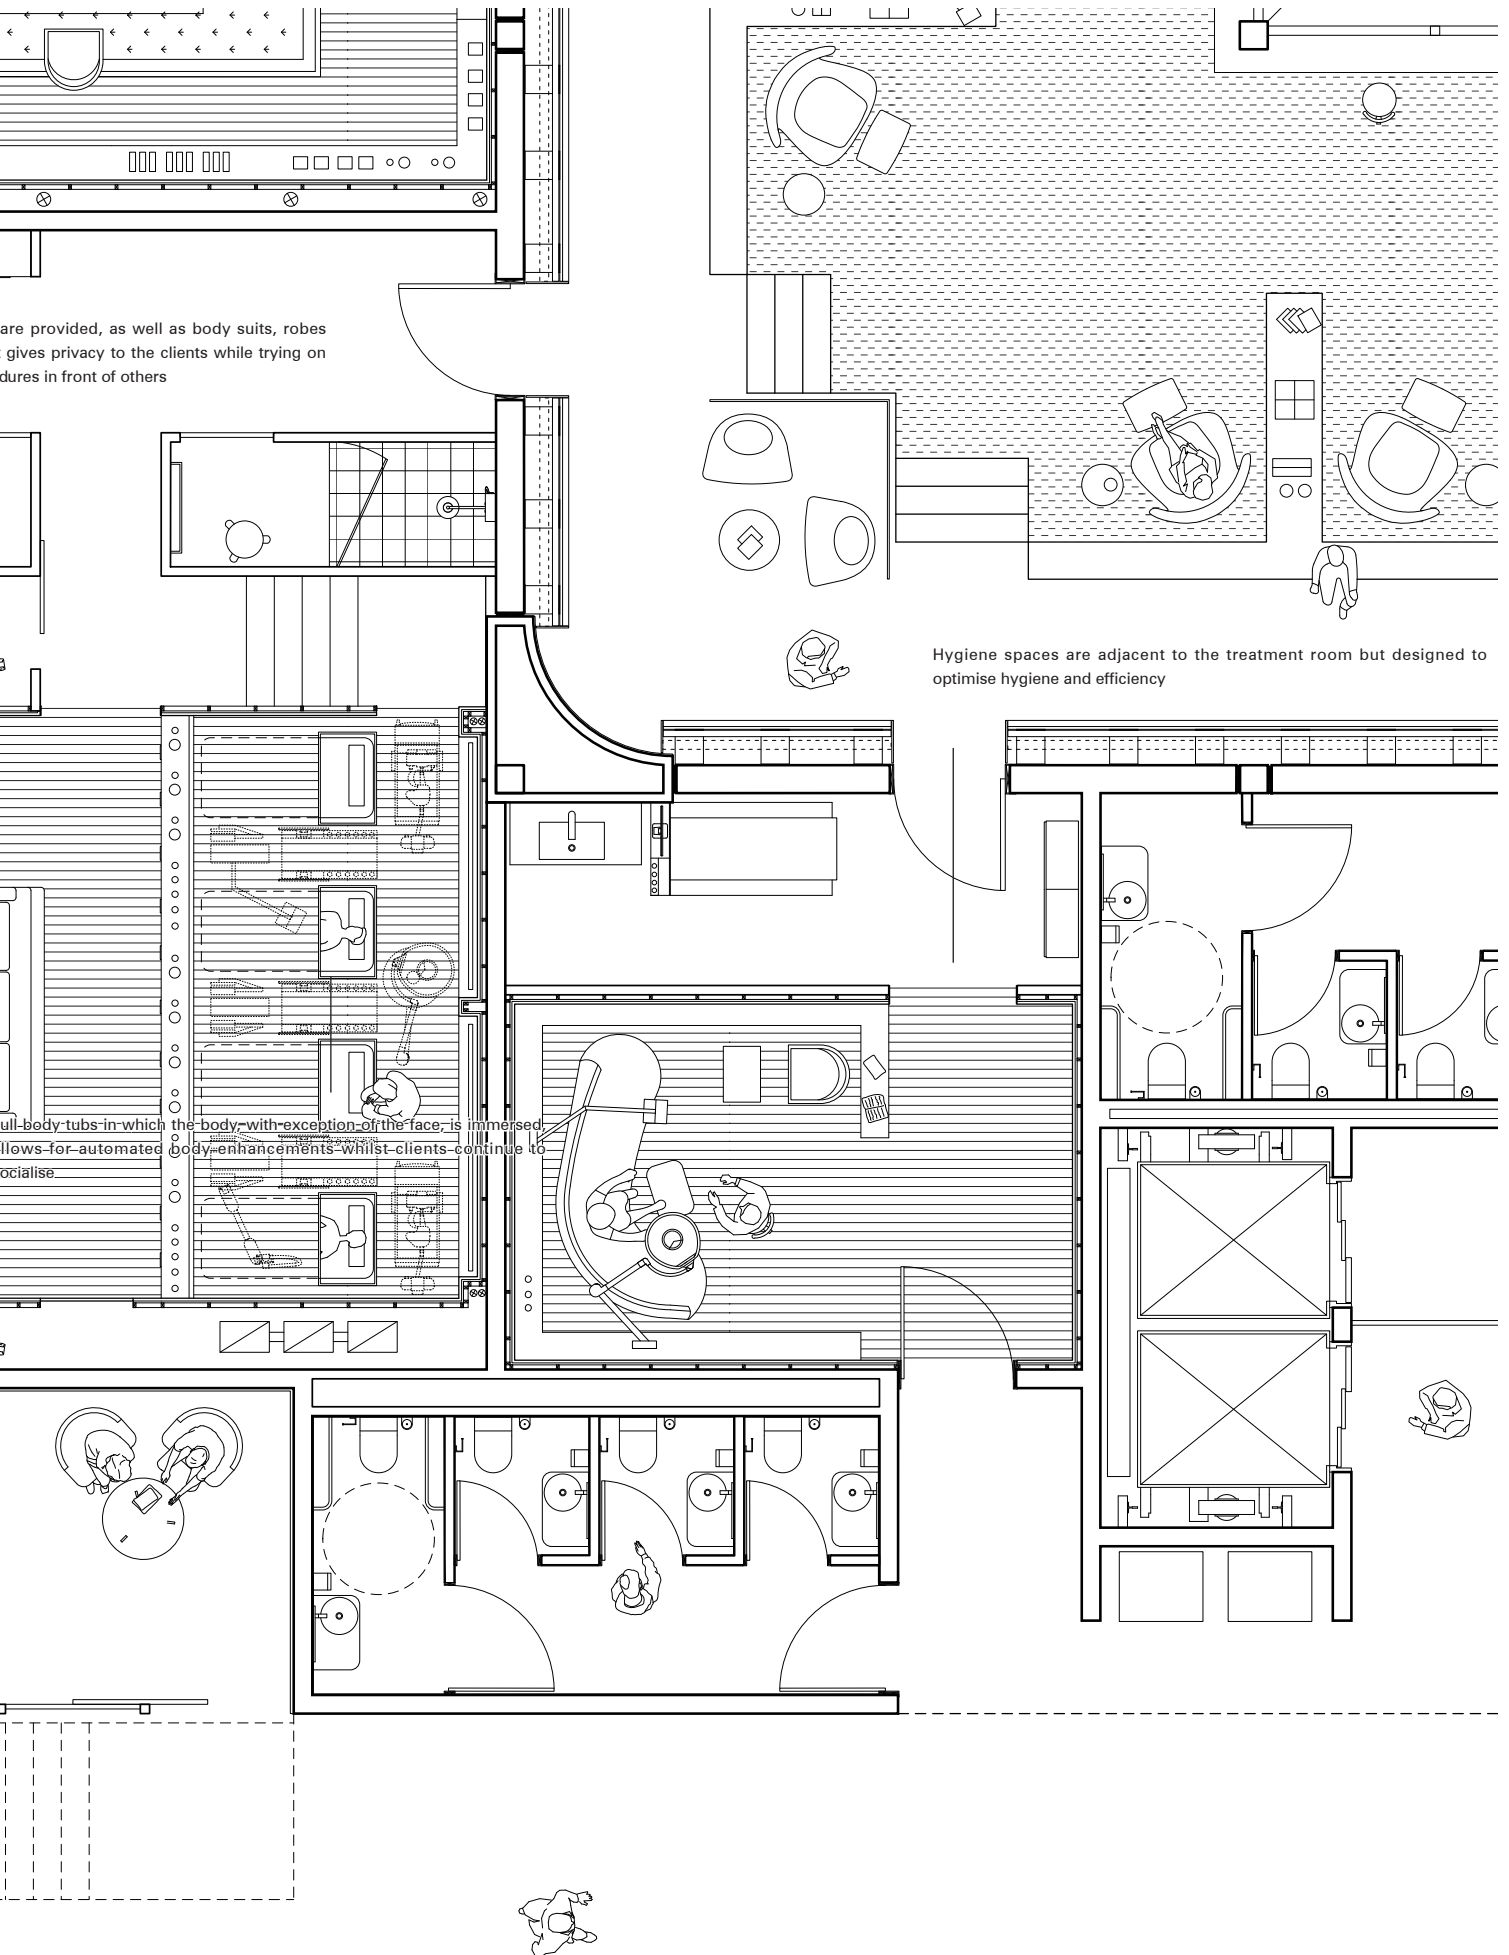 are provided, as well as body suits, robes
gives privacy to the clients while trying on
dures in front of others
Hygiene spaces are adjacent to the treatment room but designed to
optimise hygiene and efficiency
ull body tubs in which the body, with exception of the face, is immersed,
llows for automated body enhancements whilst clients continue to
ocialise